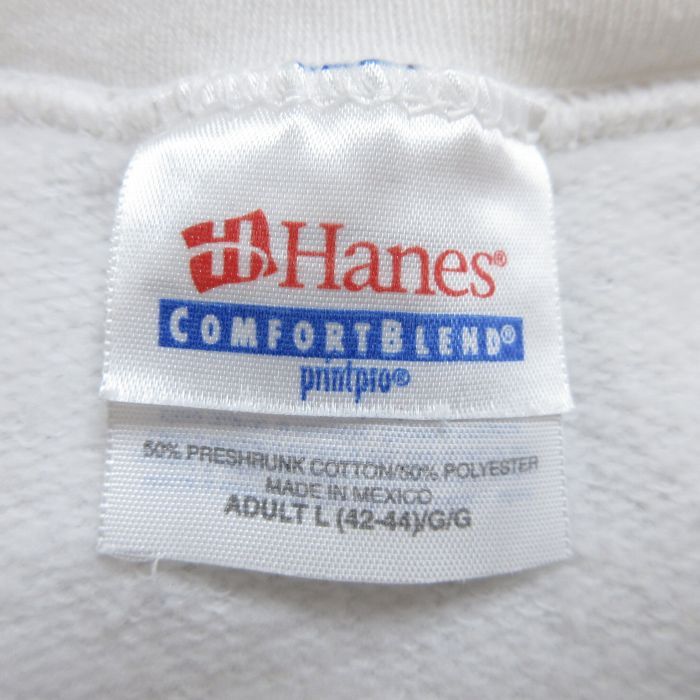 Hanes®
COMFORTBLEND®
printpro®
50% PRESHRUNK COTTON/50% POLYESTER
MADE IN MEXICO
ADULT L (42-44)/G/G